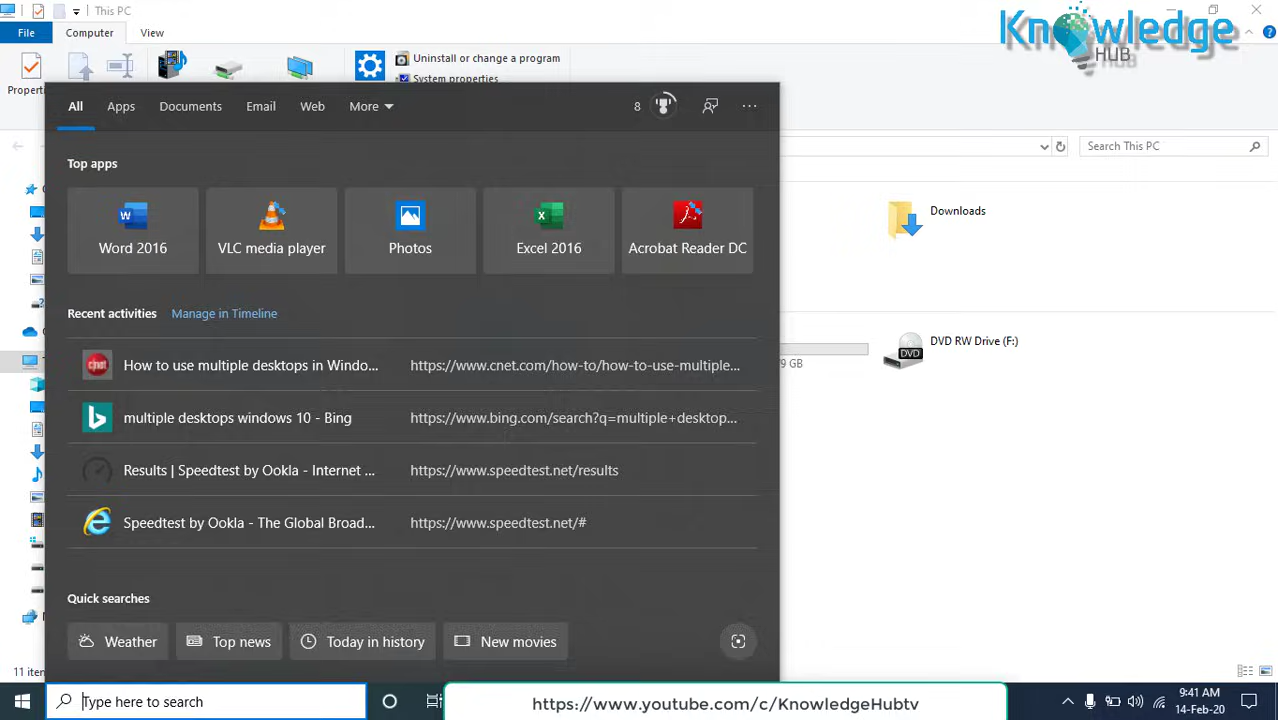 This PC
File
Computer
View
Knowledge
HUB
Uninstall or change a program
System properties
Search This PC
All
Apps
Documents
Email
Web
More
8
Top apps
Word 2016
VLC media player
Photos
Excel 2016
Acrobat Reader DC
Downloads
Recent activities
Manage in Timeline
DVD RW Drive (F:)
How to use multiple desktops in Windo...
https://www.cnet.com/how-to/how-to-use-multiple...
multiple desktops windows 10 - Bing
https://www.bing.com/search?q=multiple+desktop...
Results | Speedtest by Ookla - Internet ...
https://www.speedtest.net/results
Speedtest by Ookla - The Global Broad...
https://www.speedtest.net/#
Quick searches
Weather
Top news
Today in history
New movies
Type here to search
https://www.youtube.com/c/KnowledgeHubtv
9:41 AM
14-Feb-20